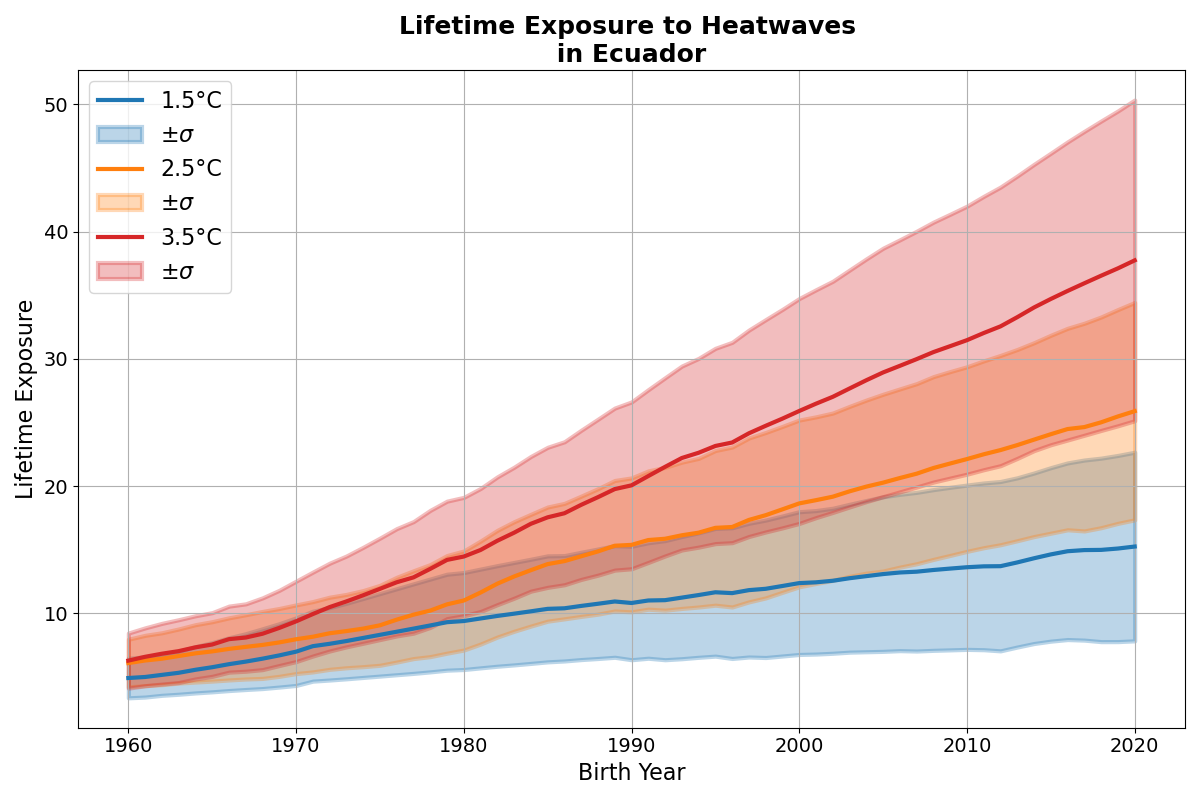 Lifetime Exposure to Heatwaves
in Ecuador
1.5°C
±σ
2.5°C
±σ
3.5°C
±σ
Lifetime Exposure
50
40
30
20
10
1960 1970 1980 1990 2000 2010 2020
Birth Year